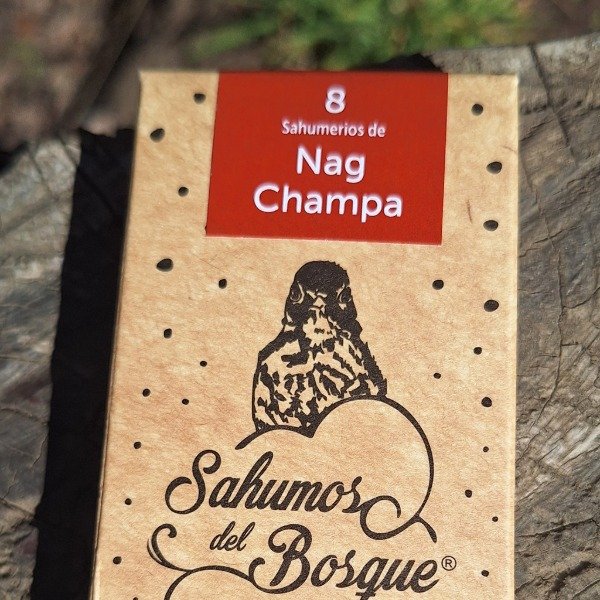 8
Sahumerios de
Nag
Champa
Sahumos
del Bosque®